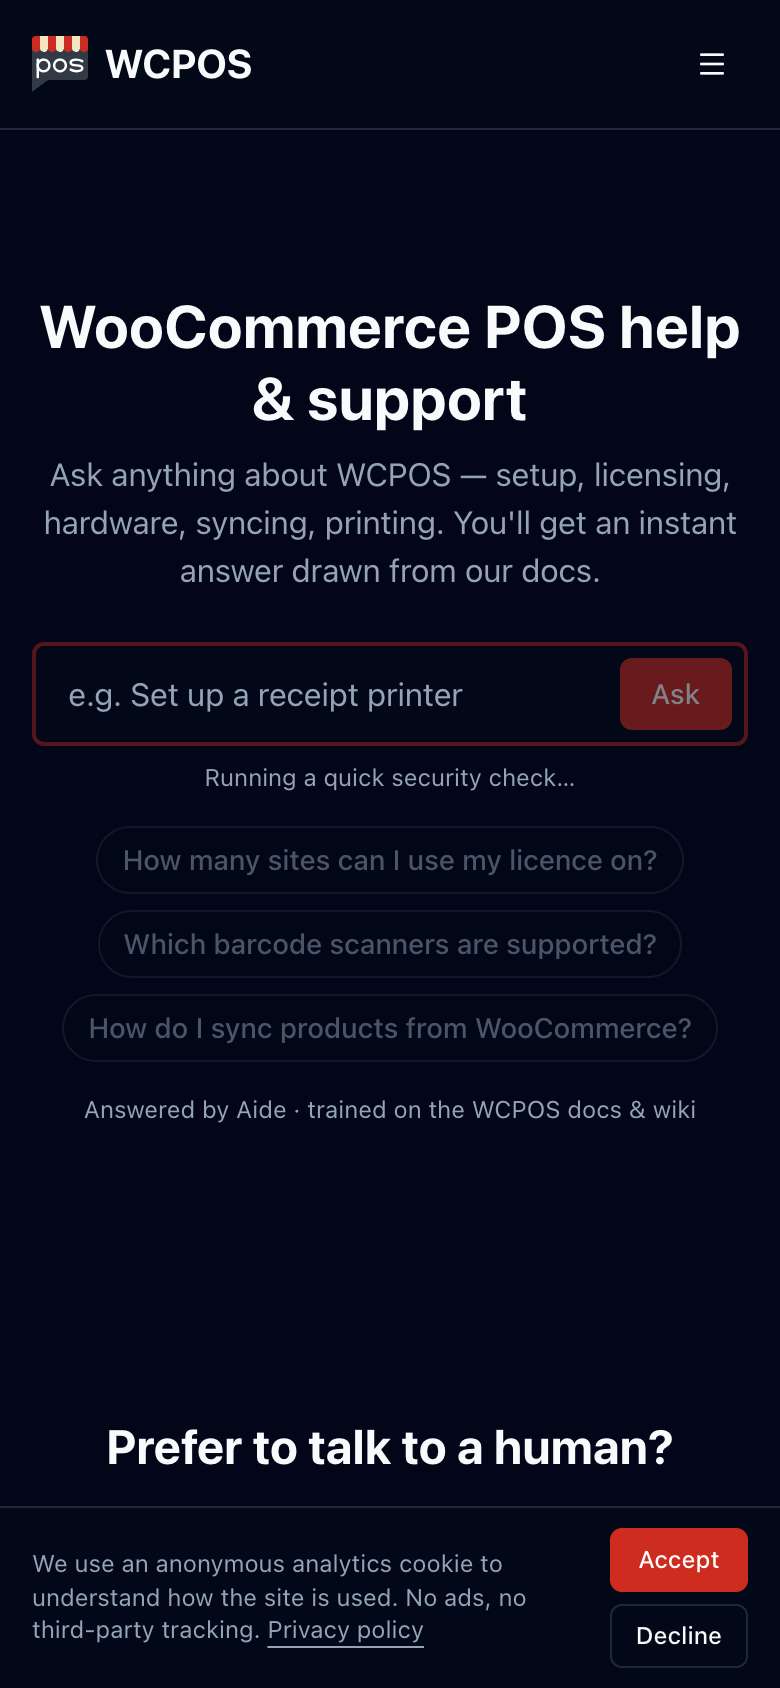 pos WCPOS
WooCommerce POS help
& support
Ask anything about WCPOS — setup, licensing,
hardware, syncing, printing. You'll get an instant
answer drawn from our docs.
e.g. Set up a receipt printer
Ask
Running a quick security check…
How many sites can I use my licence on?
Which barcode scanners are supported?
How do I sync products from WooCommerce?
Answered by Aide · trained on the WCPOS docs & wiki
Prefer to talk to a human?
We use an anonymous analytics cookie to
understand how the site is used. No ads, no
third-party tracking. Privacy policy
Accept
Decline